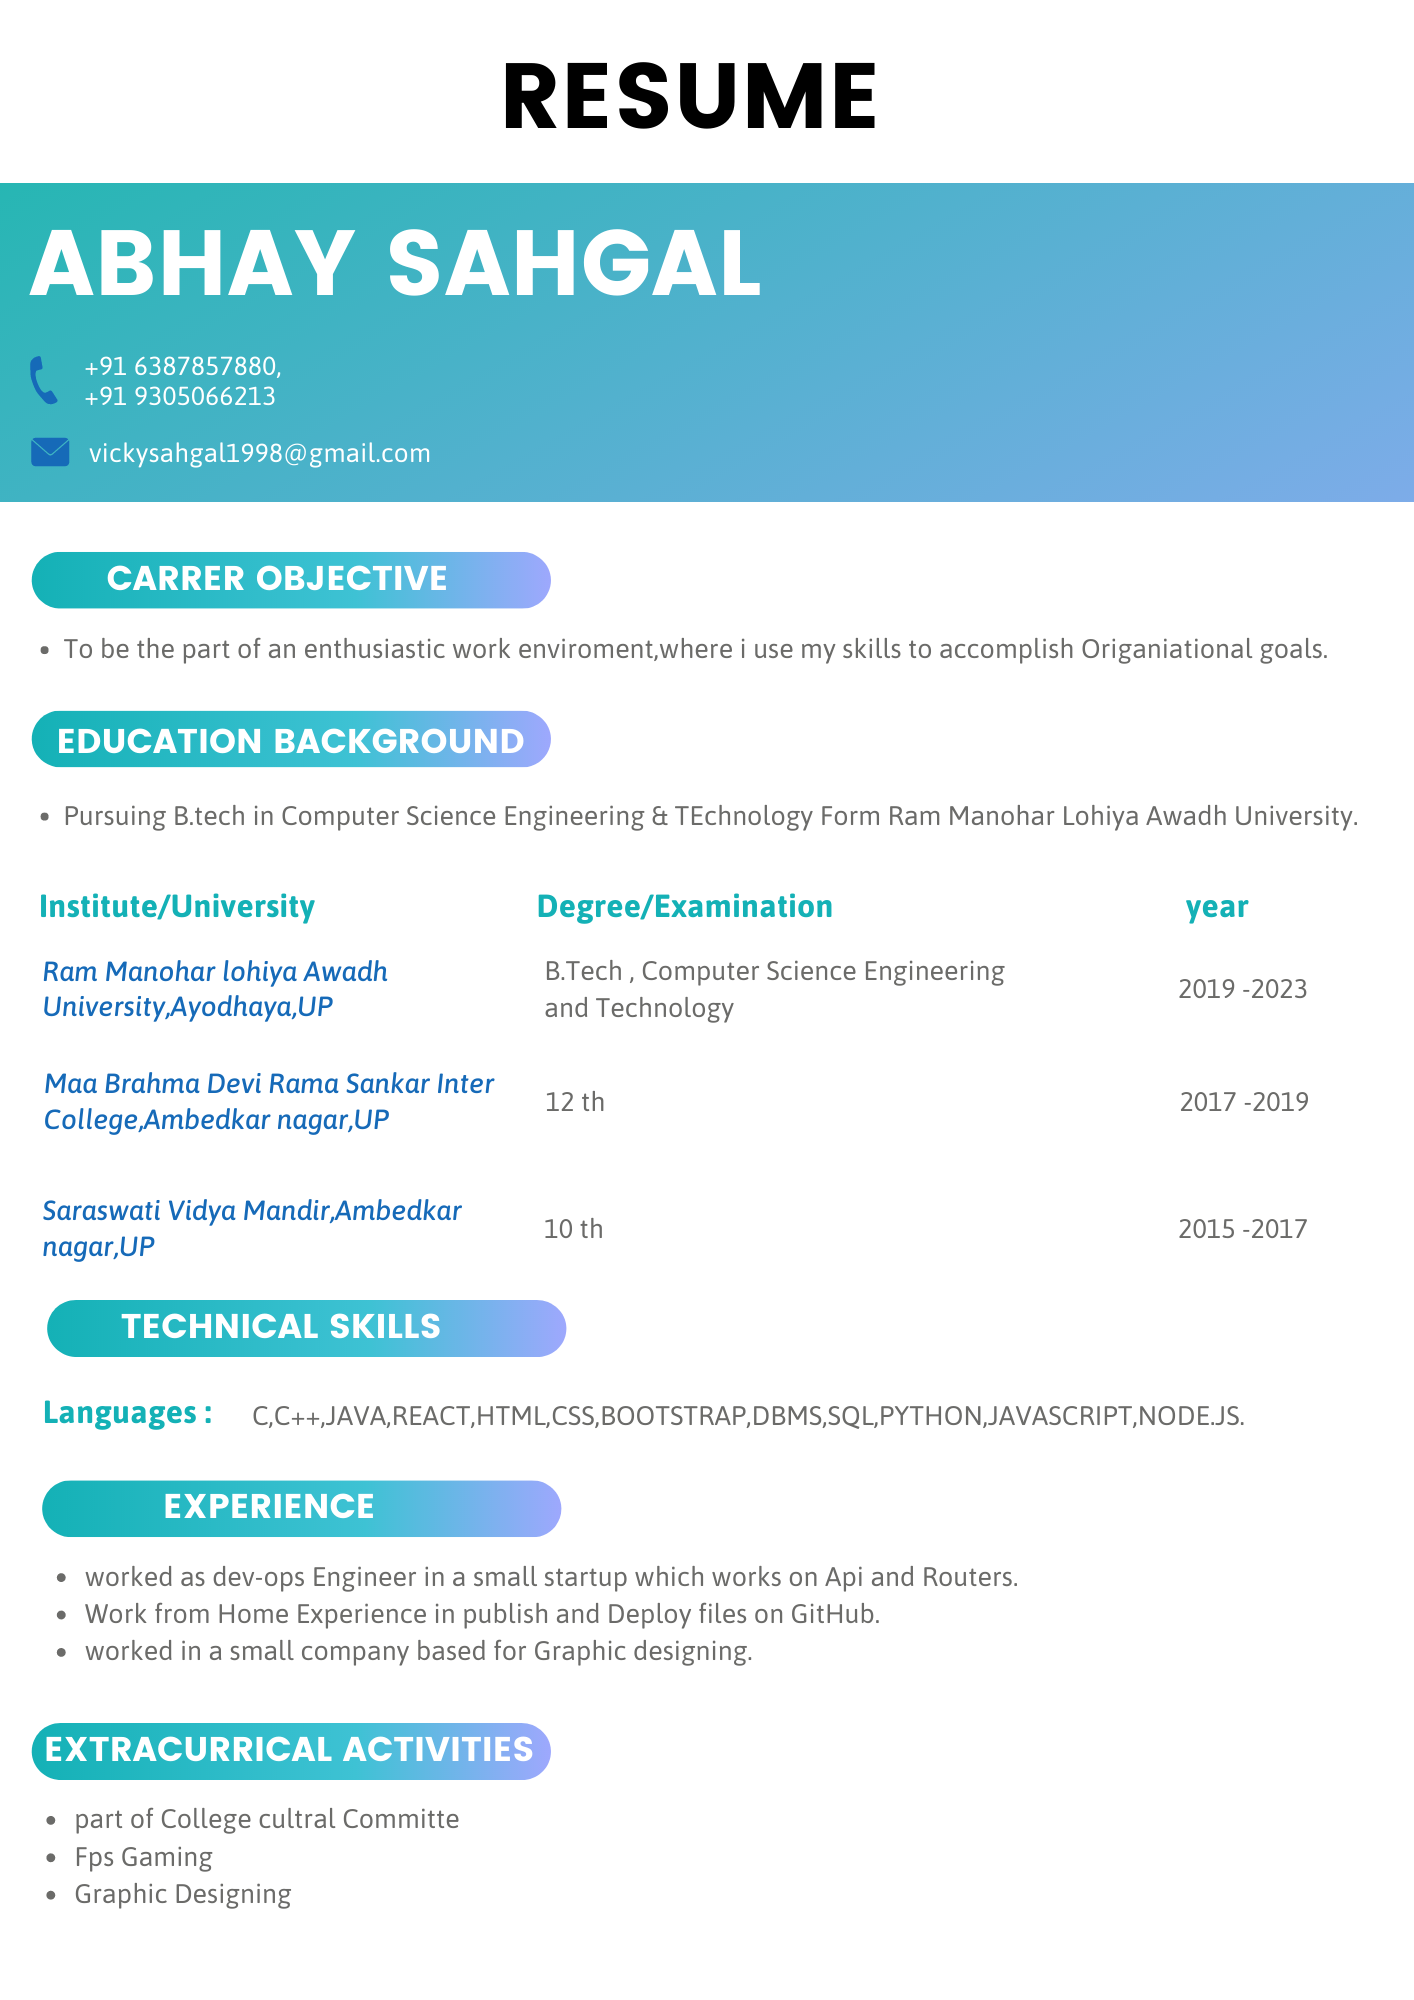 RESUME
ABHAY SAHGAL
+91 6387857880,
+91 9305066213
vickysahgal1998@gmail.com
CARRER OBJECTIVE
• To be the part of an enthusiastic work enviroment,where i use my skills to accomplish Origaniational goals.
EDUCATION BACKGROUND
• Pursuing B.tech in Computer Science Engineering & TEchnology Form Ram Manohar Lohiya Awadh University.
Institute/University Degree/Examination year
Ram Manohar lohiya Awadh
University,Ayodhaya,UP
B.Tech , Computer Science Engineering
and Technology
2019 -2023
Maa Brahma Devi Rama Sankar Inter
College,Ambedkar nagar,UP
12 th
2017 -2019
Saraswati Vidya Mandir,Ambedkar
nagar,UP
10 th
2015 -2017
TECHNICAL SKILLS
Languages : C,C++,JAVA,REACT,HTML,CSS,BOOTSTRAP,DBMS,SQL,PYTHON,JAVASCRIPT,NODE.JS.
EXPERIENCE
• worked as dev-ops Engineer in a small startup which works on Api and Routers.
• Work from Home Experience in publish and Deploy files on GitHub.
• worked in a small company based for Graphic designing.
EXTRACURRICAL ACTIVITIES
• part of College cultral Committe
• Fps Gaming
• Graphic Designing